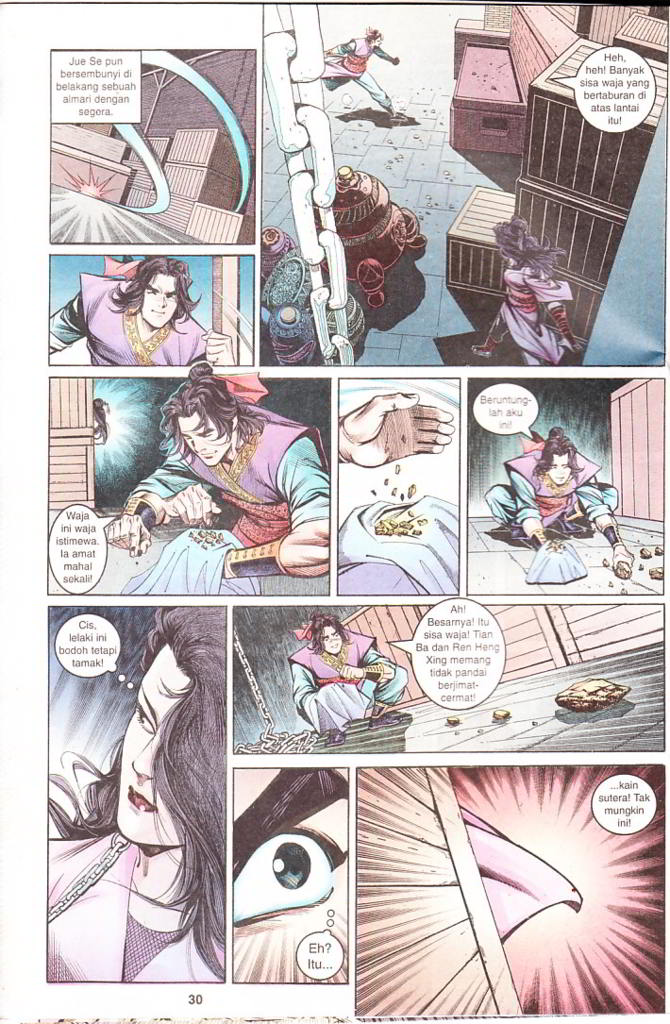 Jue Se pun
bersembunyi di
belakang sebuah
almari dengan
segera.
Heh,
heh! Banyak
sisa waja yang
bertaburan di
atas lantai
itu!
Waja
ini waja
istimewa.
Ia amat
mahal
sekali!
Beruntung-
lah aku
ini!
Cis,
lelaki ini
bodoh tetapi
tamak!
Ah!
Besarnya! Itu
sisa waja! Tian
Ba dan Ren Heng
Xing memang
tidak pandai
berjimat-
cermat!
Eh?
Itu...
...kain
sutera! Tak
mungkin
ini!
30